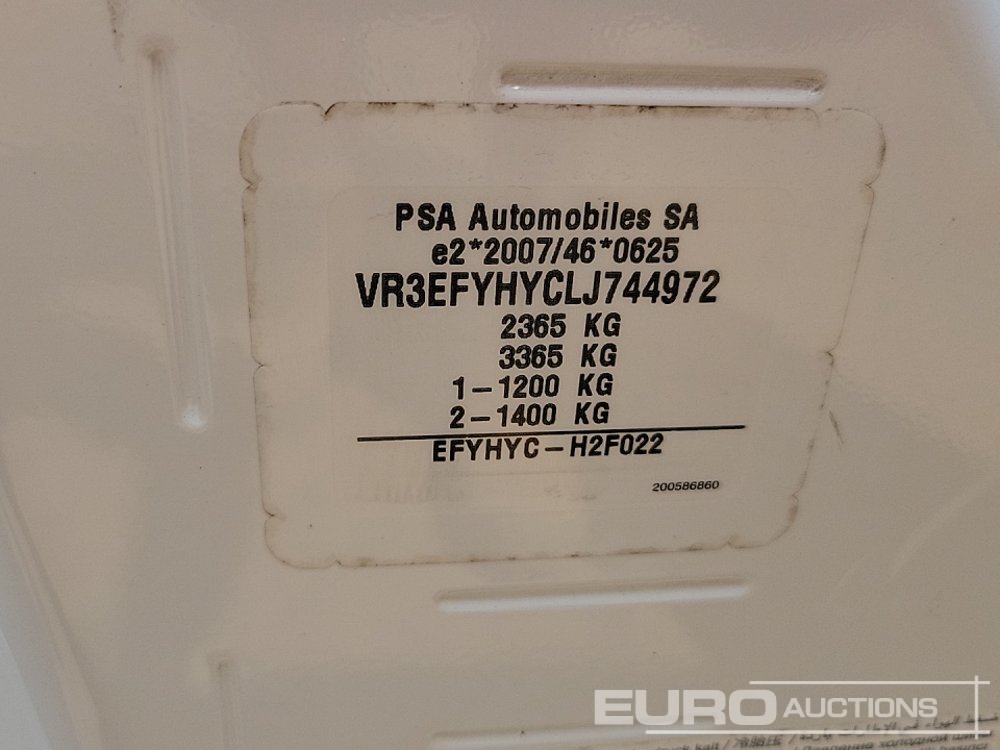 PSA Automobiles SA
e2*2007/46*0625
VR3EFYHYCLJ744972
2365 KG
3365 KG
1-1200 KG
2-1400 KG
EFYHYC-H2F022
200586860
EURO AUCTIONS